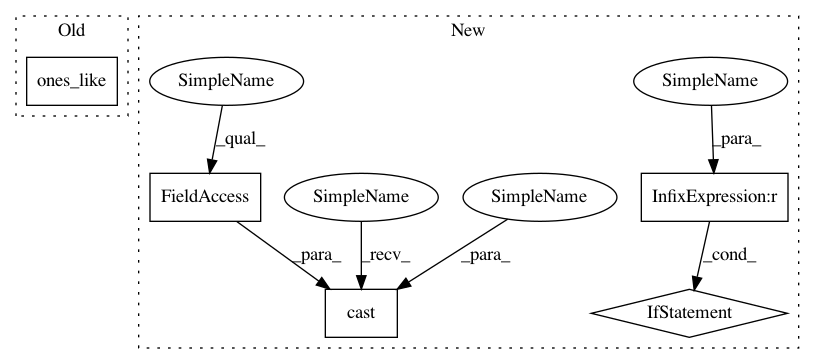 Old
New
ones_like
SimpleName
SimpleName
_qual_
_para_
FieldAccess
SimpleName
SimpleName
InfixExpression:r
_para_
_recv_
_para_
_cond_
cast
IfStatement